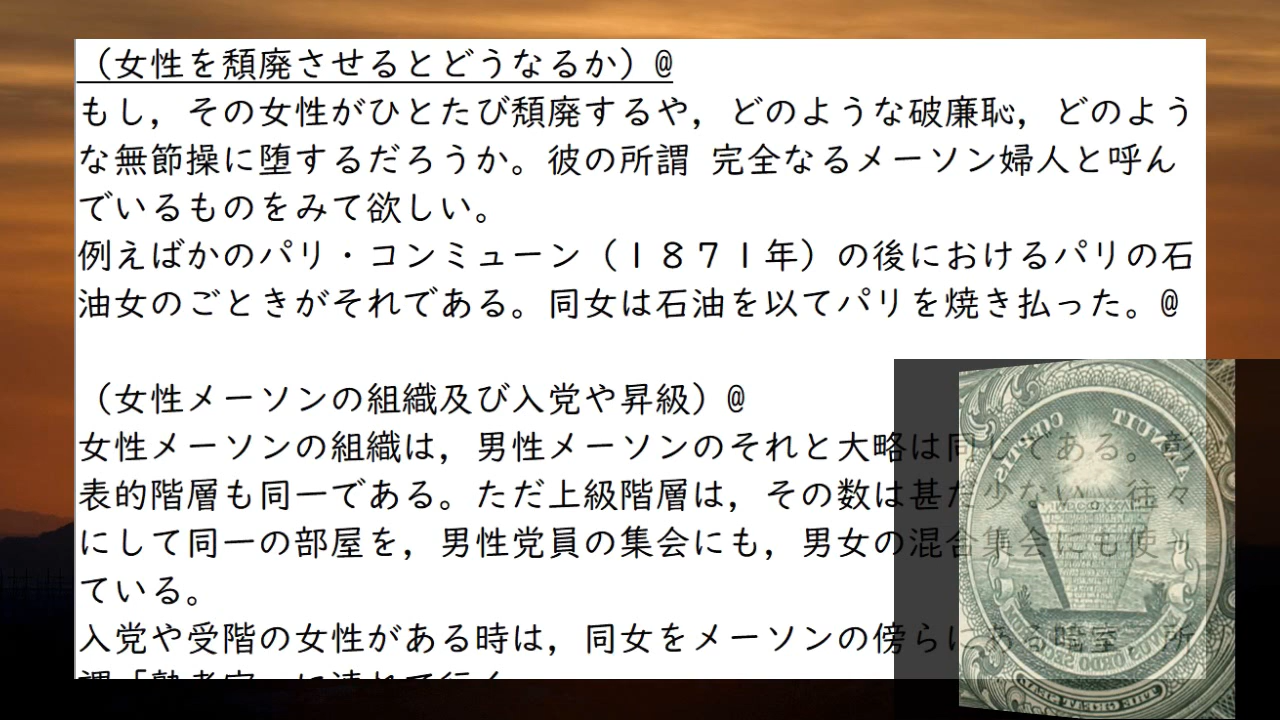 （女性を頽廃させるとどうなるか）@
もし，その女性がひとたび頽廃するや，どのような破廉恥，どのよう
な無節操に堕するだろうか。彼の所謂 完全なるメーソン婦人と呼ん
でいるものをみて欲しい。
例えばかのパリ・コンミューン（１８７１年）の後におけるパリの石
油女のごときがそれである。同女は石油を以てパリを焼き払った。@
（女性メーソンの組織及び入党や昇級）@
女性メーソンの組織は，男性メーソンのそれと大略は同じである。彰
表的階層も同一である。ただ上級階層は，その数は甚だ少ない。往々
にして同一の部屋を，男性党員の集会にも，男女の混合集会にも使っ
ている。
入党や受階の女性がある時は，同女をメーソンの傍らにある暗室 所
ANNUIT
COEPTIS